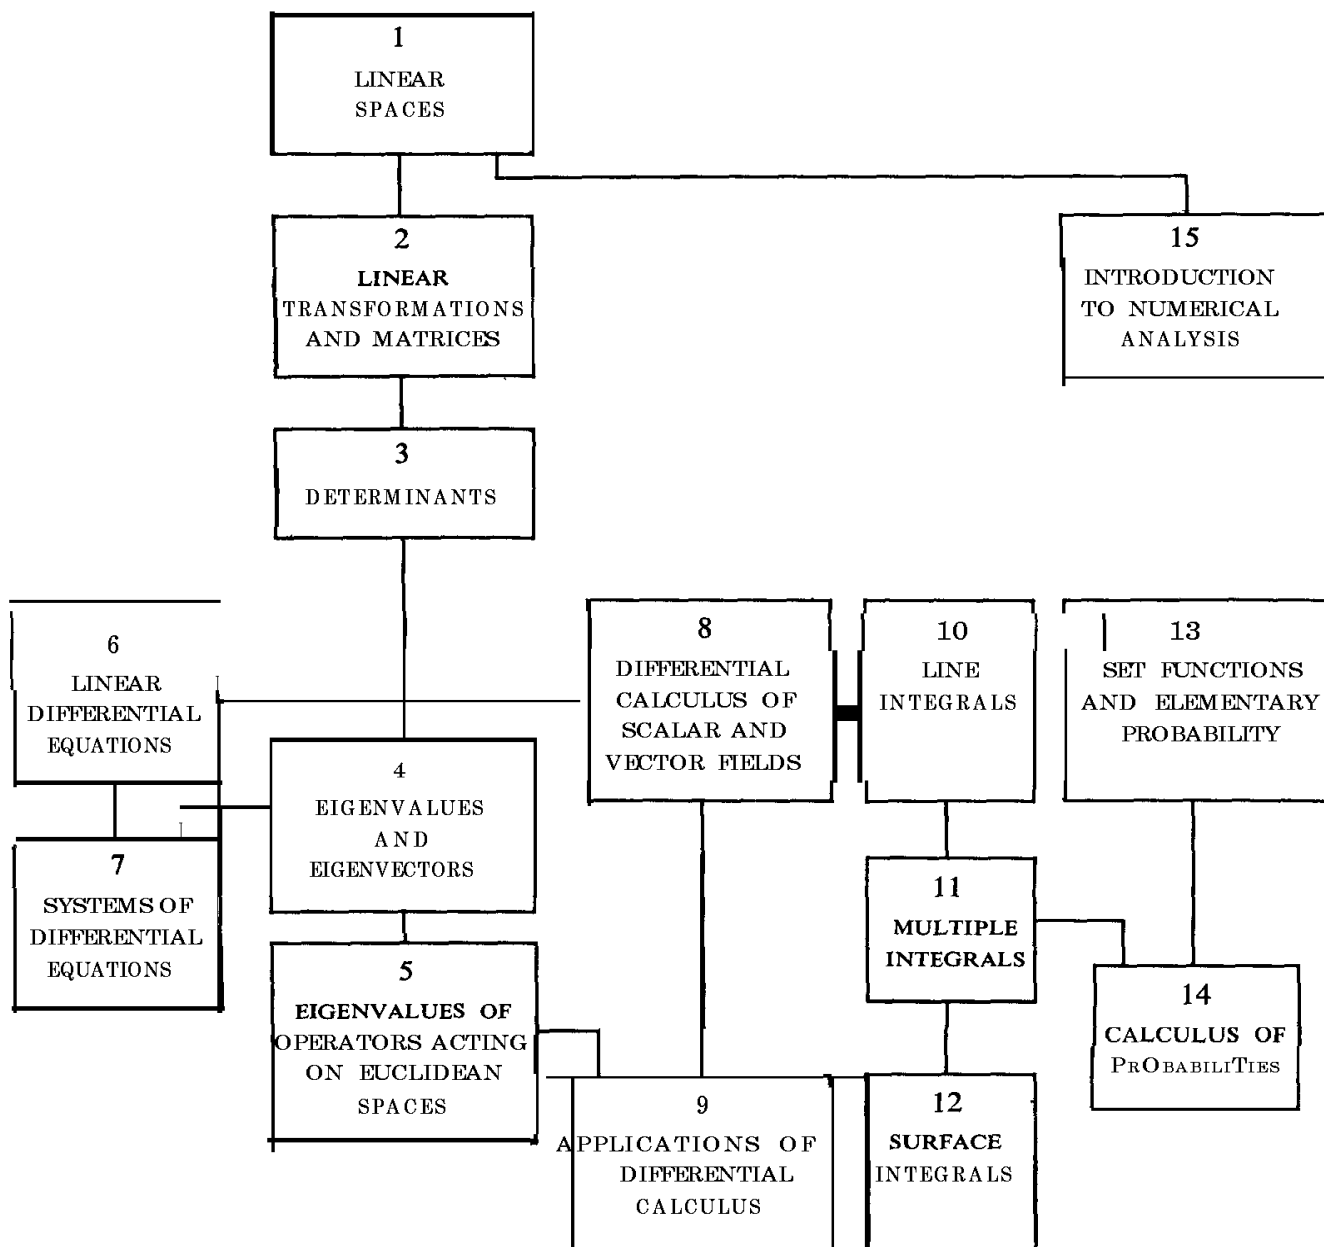 1
LINEAR
SPACES
2
LINEAR
TRANSFORMATIONS
AND MATRICES
15
INTRODUCTION
TO NUMERICAL
ANALYSIS
3
DETERMINANTS
6
LINEAR
DIFFERENTIAL
EQUATIONS
8
DIFFERENTIAL
CALCULUS OF
SCALAR AND
VECTOR FIELDS
10
LINE
INTEGRALS
13
SET FUNCTIONS
AND ELEMENTARY
PROBABILITY
4
EIGENVALUES
AND
EIGENVECTORS
7
SYSTEMS OF
DIFFERENTIAL
EQUATIONS
11
MULTIPLE
INTEGRALS
5
EIGENVALUES OF
OPERATORS ACTING
ON EUCLIDEAN
SPACES
14
CALCULUS OF
PrObabiliTies
9
APPLICATIONS OF
DIFFERENTIAL
CALCULUS
12
SURFACE
INTEGRALS